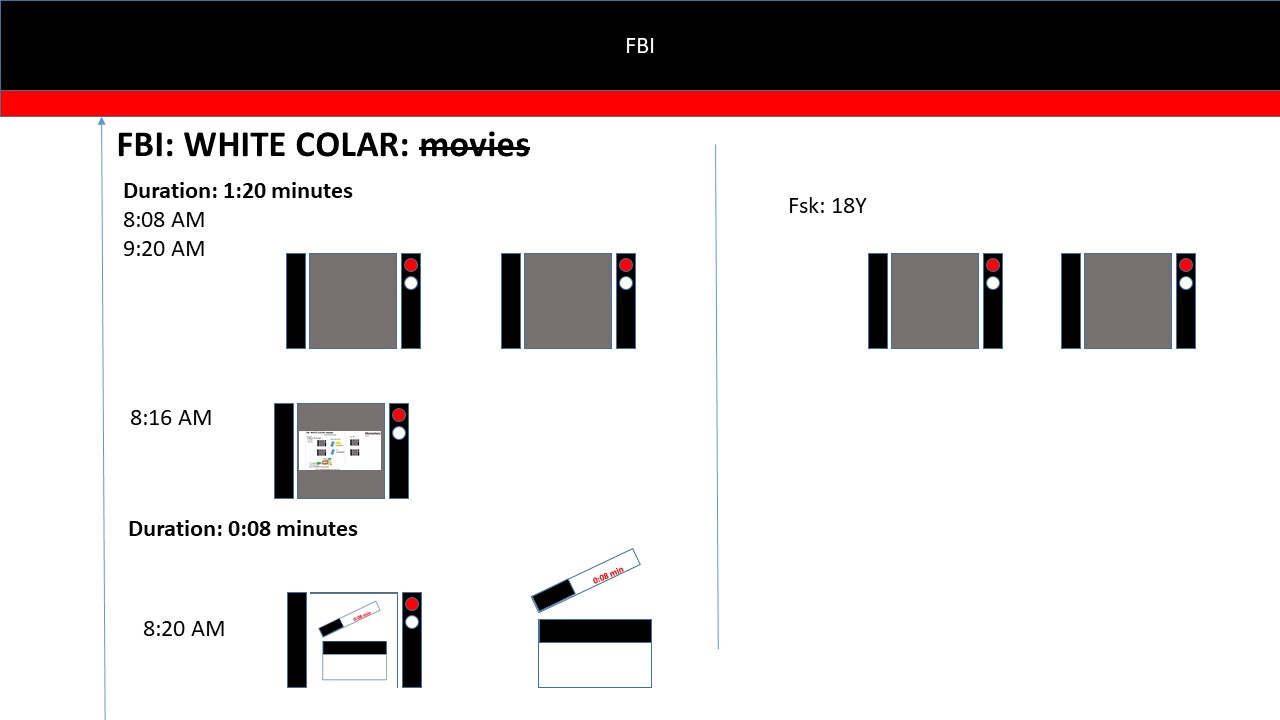 FBI
FBI: WHITE COLAR: movies
Duration: 1:20 minutes
8:08 AM
9:20 AM
Fsk: 18Y
8:16 AM
Duration: 0:08 minutes
0:08 min
8:20 AM
0:08 min